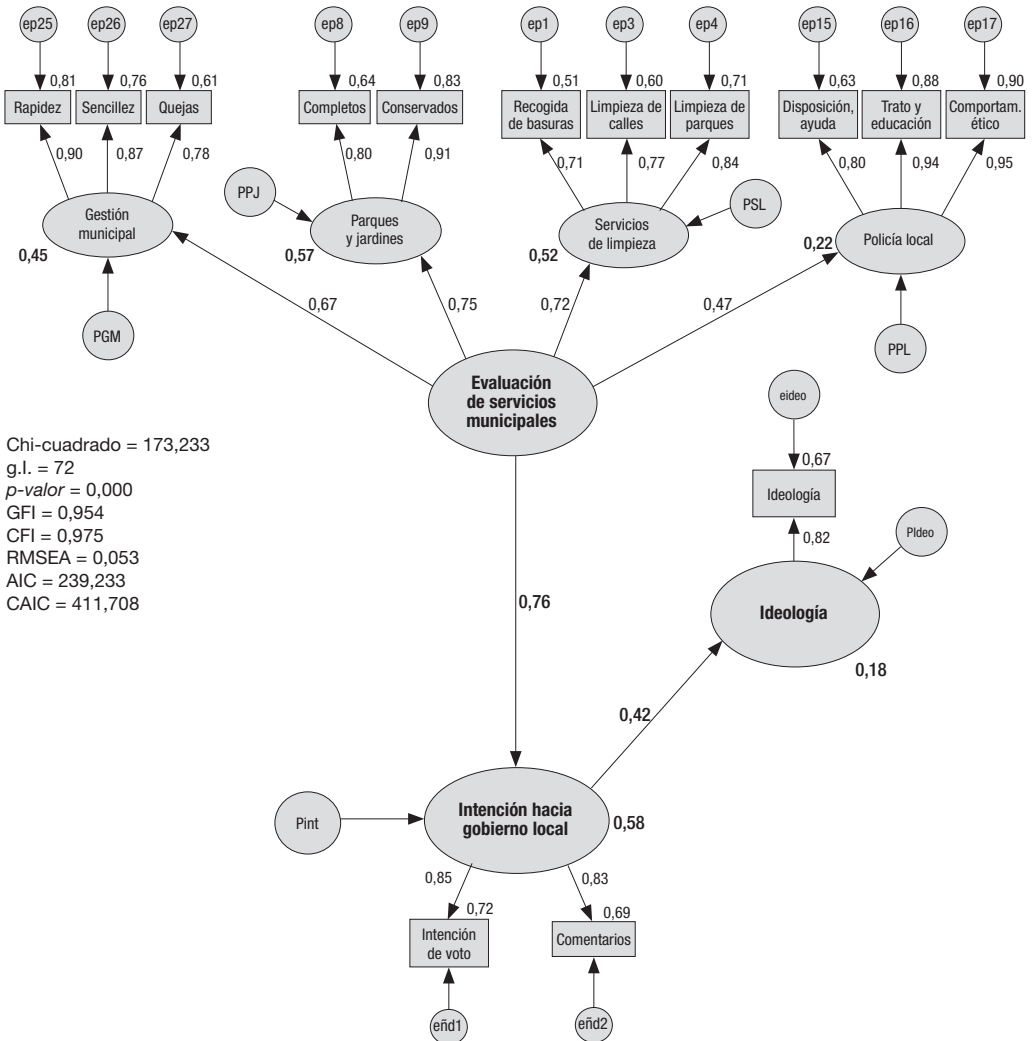 ep25
ep26
ep27
ep8
ep9
ep1
ep3
ep4
ep15
ep16
ep17
0,81
0,76
0,61
0,64
0,83
0,51
0,60
0,71
0,63
0,88
0,90
Rapidez
Sencillez
Quejas
Completos
Conservados
Recogida
de basuras
Limpieza de
calles
Limpieza de
parques
Disposición,
ayuda
Trato y
educación
Comportam.
ético
0,90
0,87
0,78
0,80
0,91
0,71
0,77
0,84
0,80
0,94
0,95
PPJ
PSL
Gestión
municipal
0,45
Parques
y jardines
0,57
Servicios
de limpieza
0,52
Policía local
0,22
0,67
0,75
0,72
0,47
PGM
PPL
Evaluación
de servicios
municipales
eideo
Chi-cuadrado = 173,233
g.l. = 72
p-valor = 0,000
GFI = 0,954
CFI = 0,975
RMSEA = 0,053
AIC = 239,233
CAIC = 411,708
0,67
Ideología
0,82
PIdeo
Ideología
0,18
0,76
0,42
Pint
Intención hacia
gobierno local
0,58
0,85
0,83
0,72
0,69
Intención
de voto
Comentarios
eñd1
eñd2